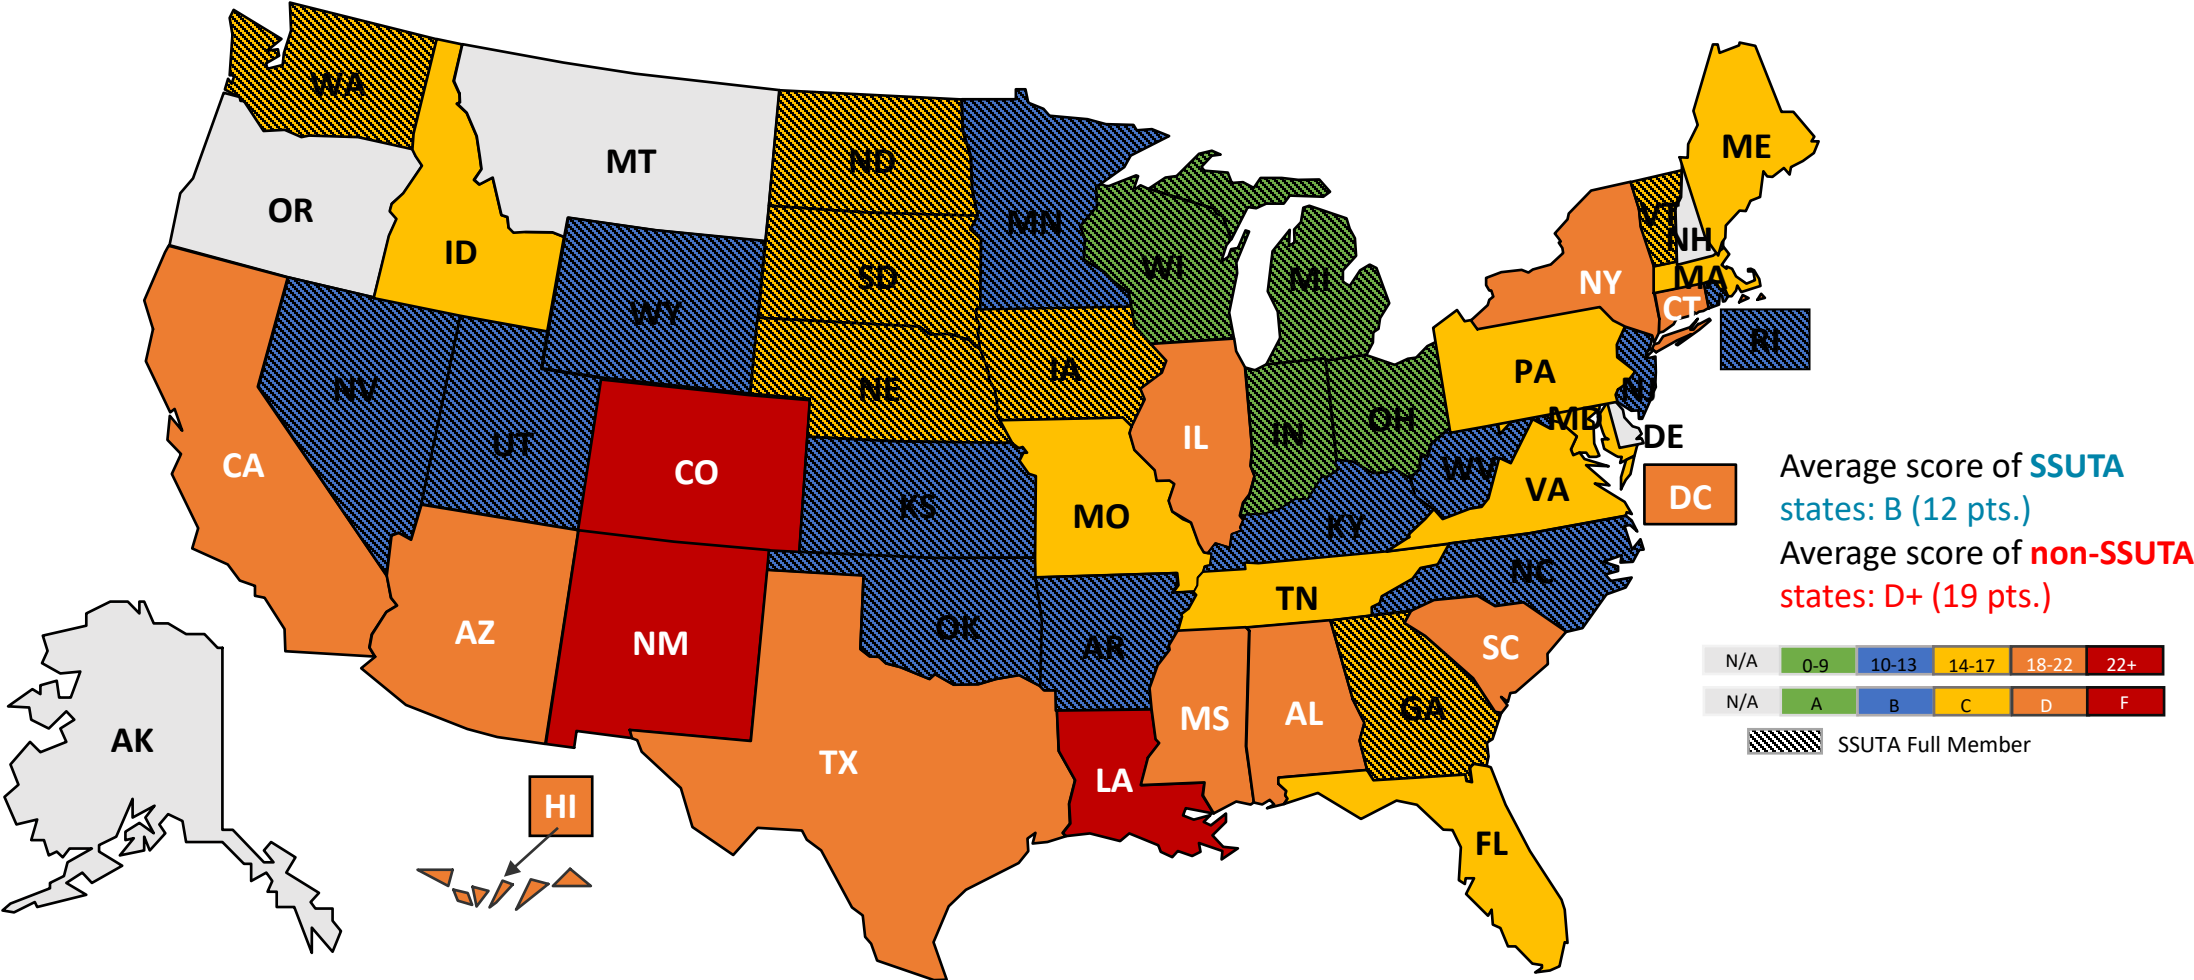 WA
MT
ND
MN
ME
OR
ID
SD
WI
MI
VT
NH
NY
MA
CT
WY
NE
IA
PA
RI
NV
UT
NJ
CA
CO
KS
MO
IL
IN
OH
MD
DE
WV
VA
DC
KY
NC
AZ
NM
OK
AR
TN
SC
AK
TX
LA
MS
AL
GA
HI
FL
Average score of SSUTA
states: B (12 pts.)
Average score of non-SSUTA
states: D+ (19 pts.)
N/A 0-9 10-13 14-17 18-22 22+
N/A A B C D F
SSUTA Full Member